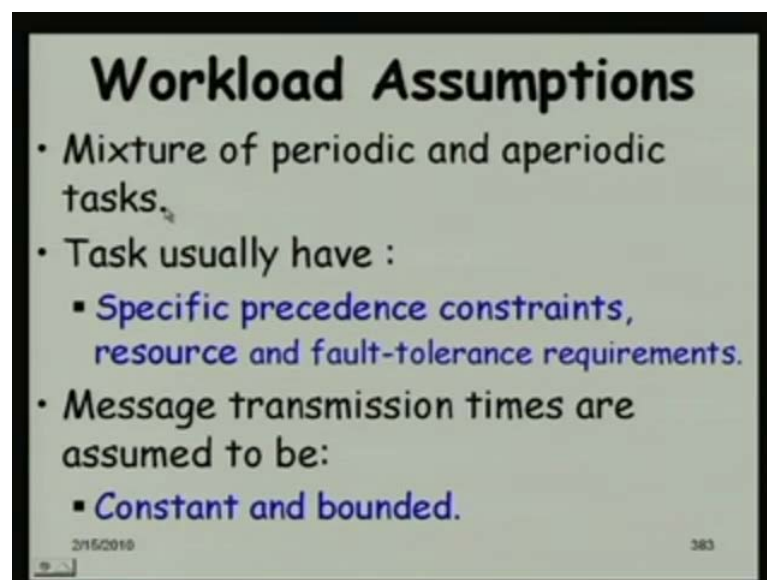 Workload Assumptions
• Mixture of periodic and aperiodic
tasks.
• Task usually have :
▪ Specific precedence constraints,
resource and fault-tolerance requirements.
• Message transmission times are
assumed to be:
▪ Constant and bounded.
2/15/2010
383